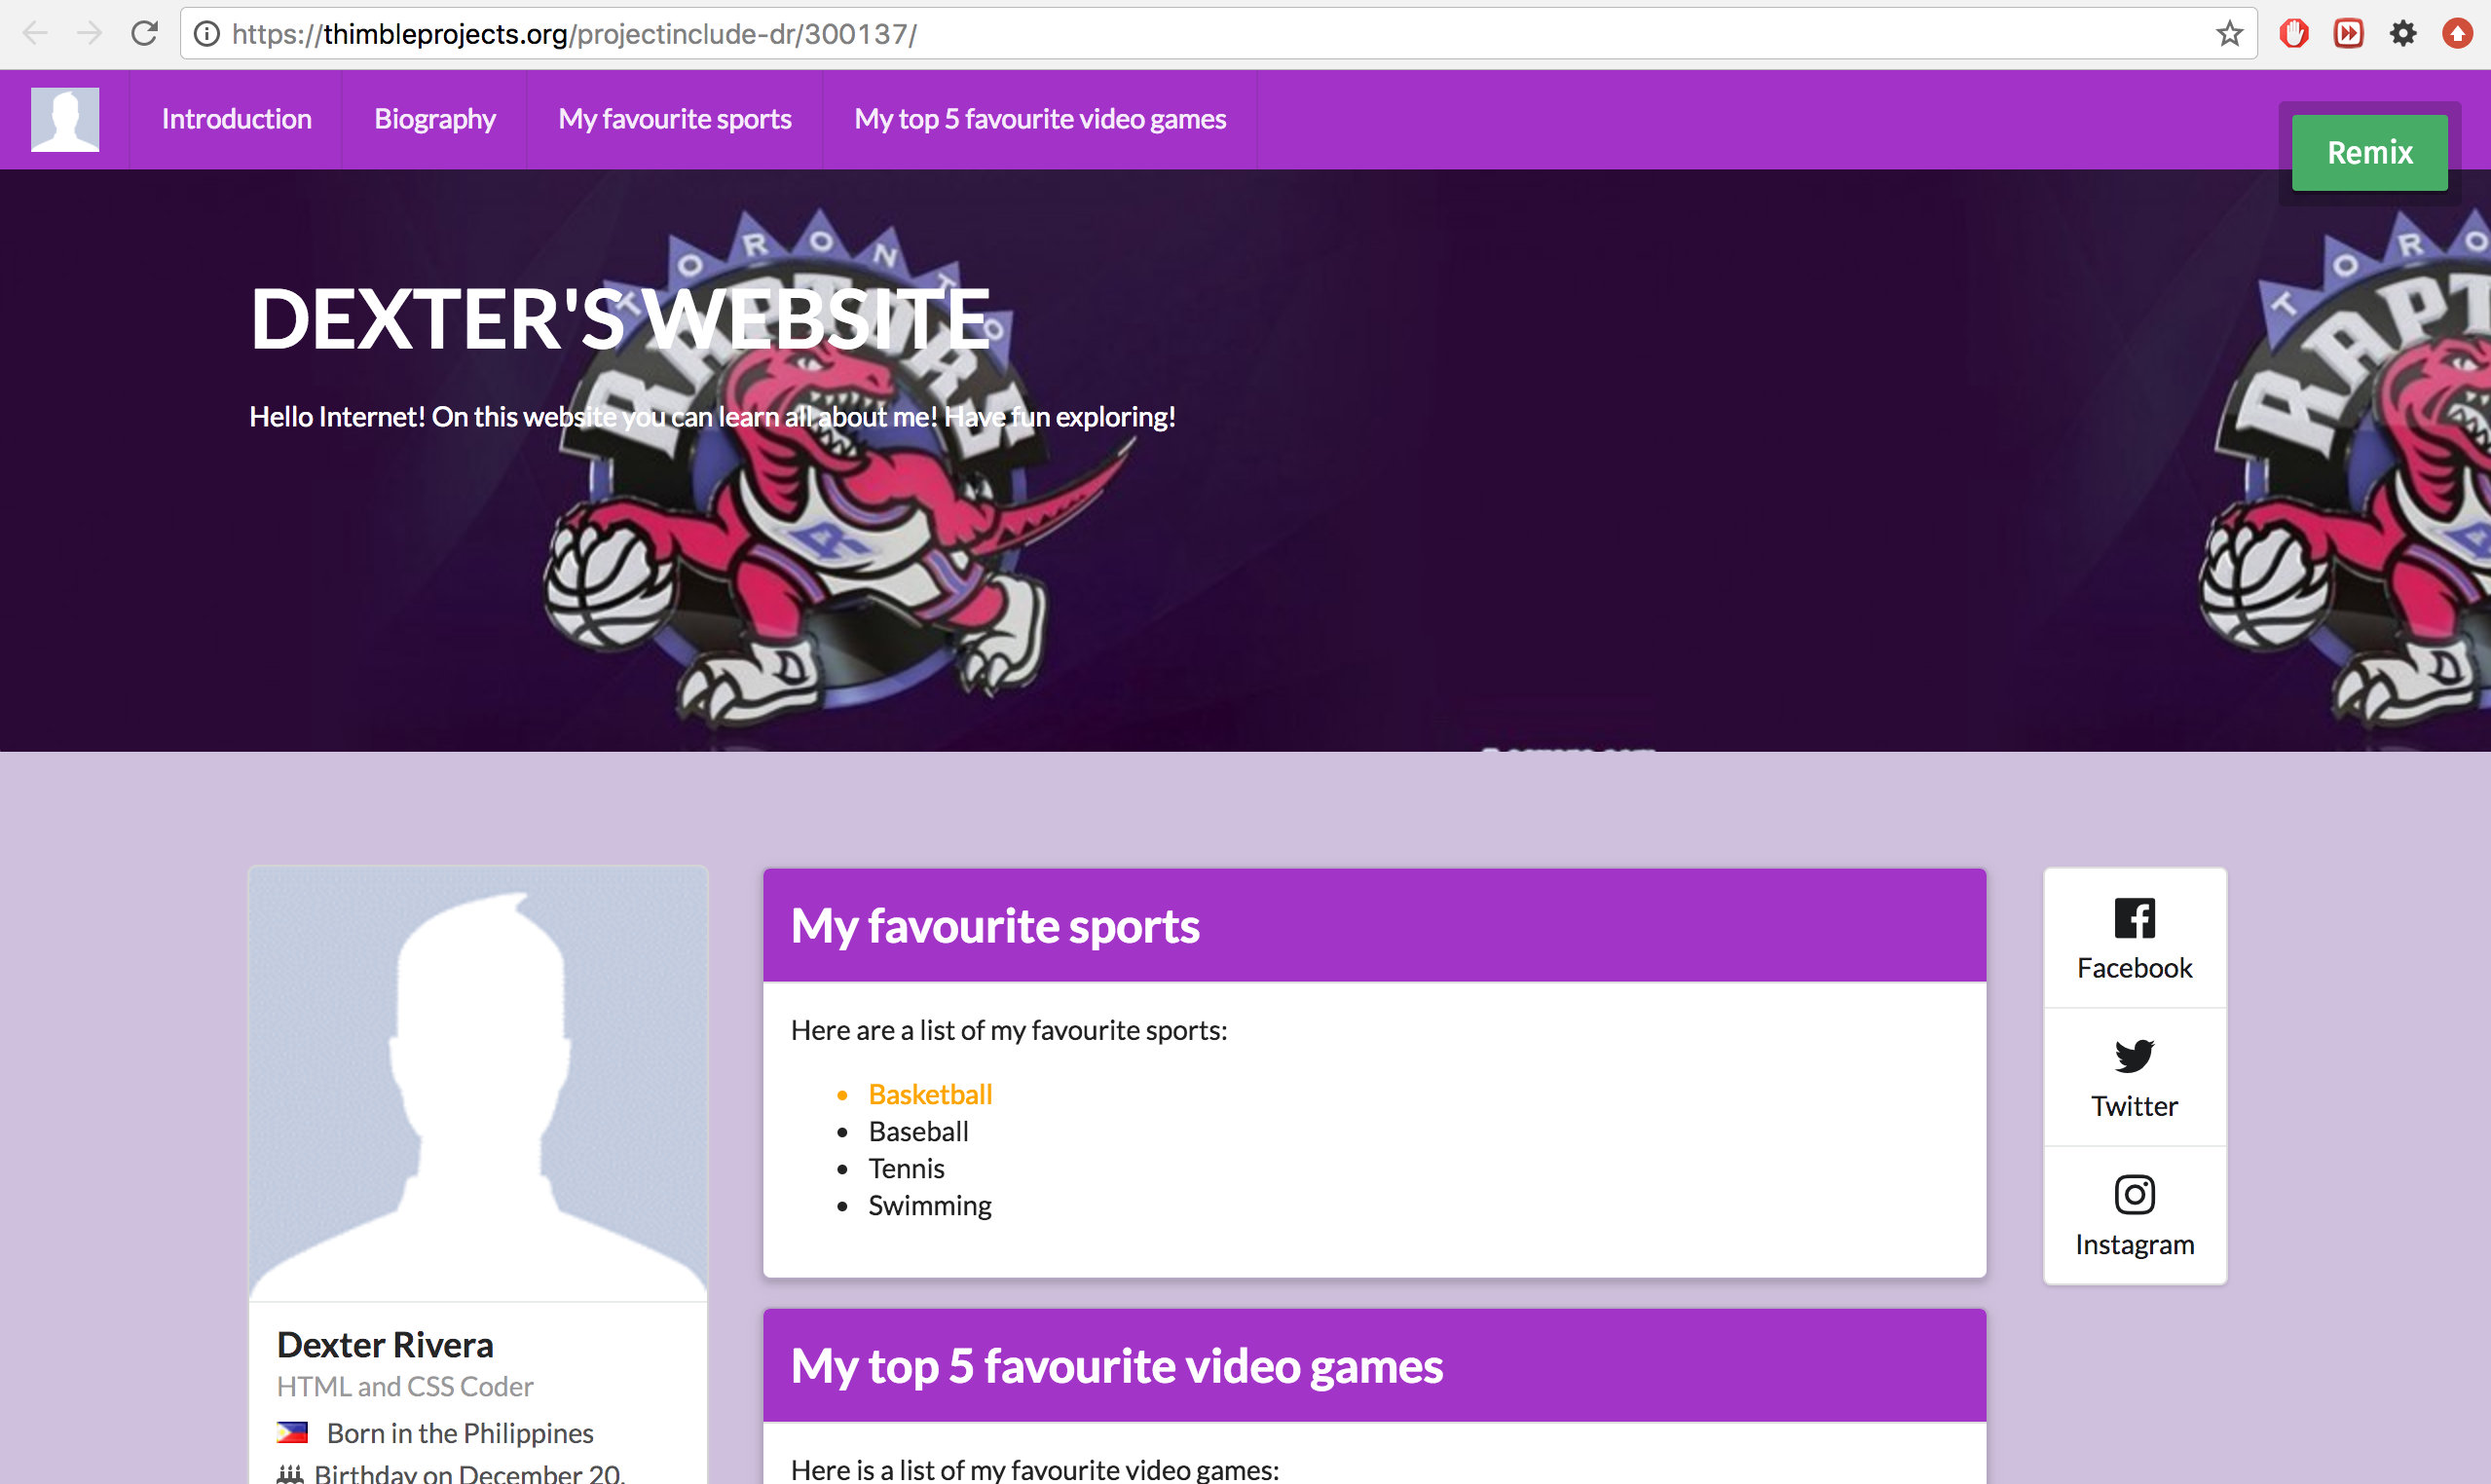 https://thimbleprojects.org/projectinclude-dr/300137/
Introduction
Biography
My favourite sports
My top 5 favourite video games
Remix
TORONTO
RAPTORS
TORO
RAPT
DEXTER'S WEBSITE
Hello Internet! On this website you can learn all about me! Have fun exploring!
My favourite sports
Here are a list of my favourite sports:
Basketball
Baseball
Tennis
Swimming
Facebook
Twitter
Instagram
Dexter Rivera
HTML and CSS Coder
Born in the Philippines
Birthday on December 20,
My top 5 favourite video games
Here is a list of my favourite video games: